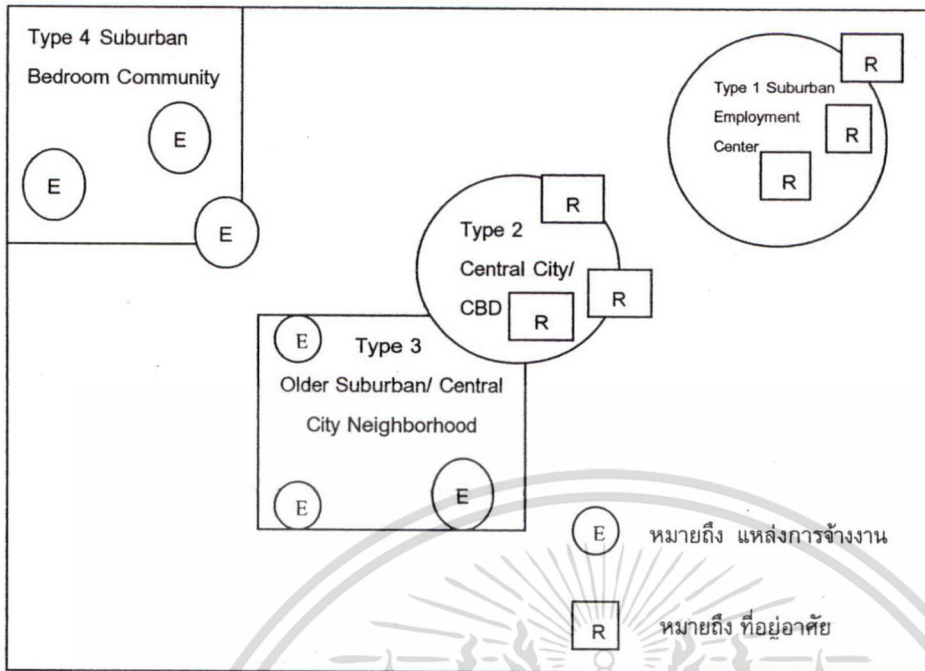 Type 4 Suburban
Bedroom Community
E
E
E
Type 1 Suburban
Employment
Center
R
R
R
Type 2
Central City/
CBD
R
R
R
Type 3
Older Suburban/ Central
City Neighborhood
E
E
E
E หมายถึง แหล่งการจ้างงาน
R หมายถึง ที่อยู่อาศัย